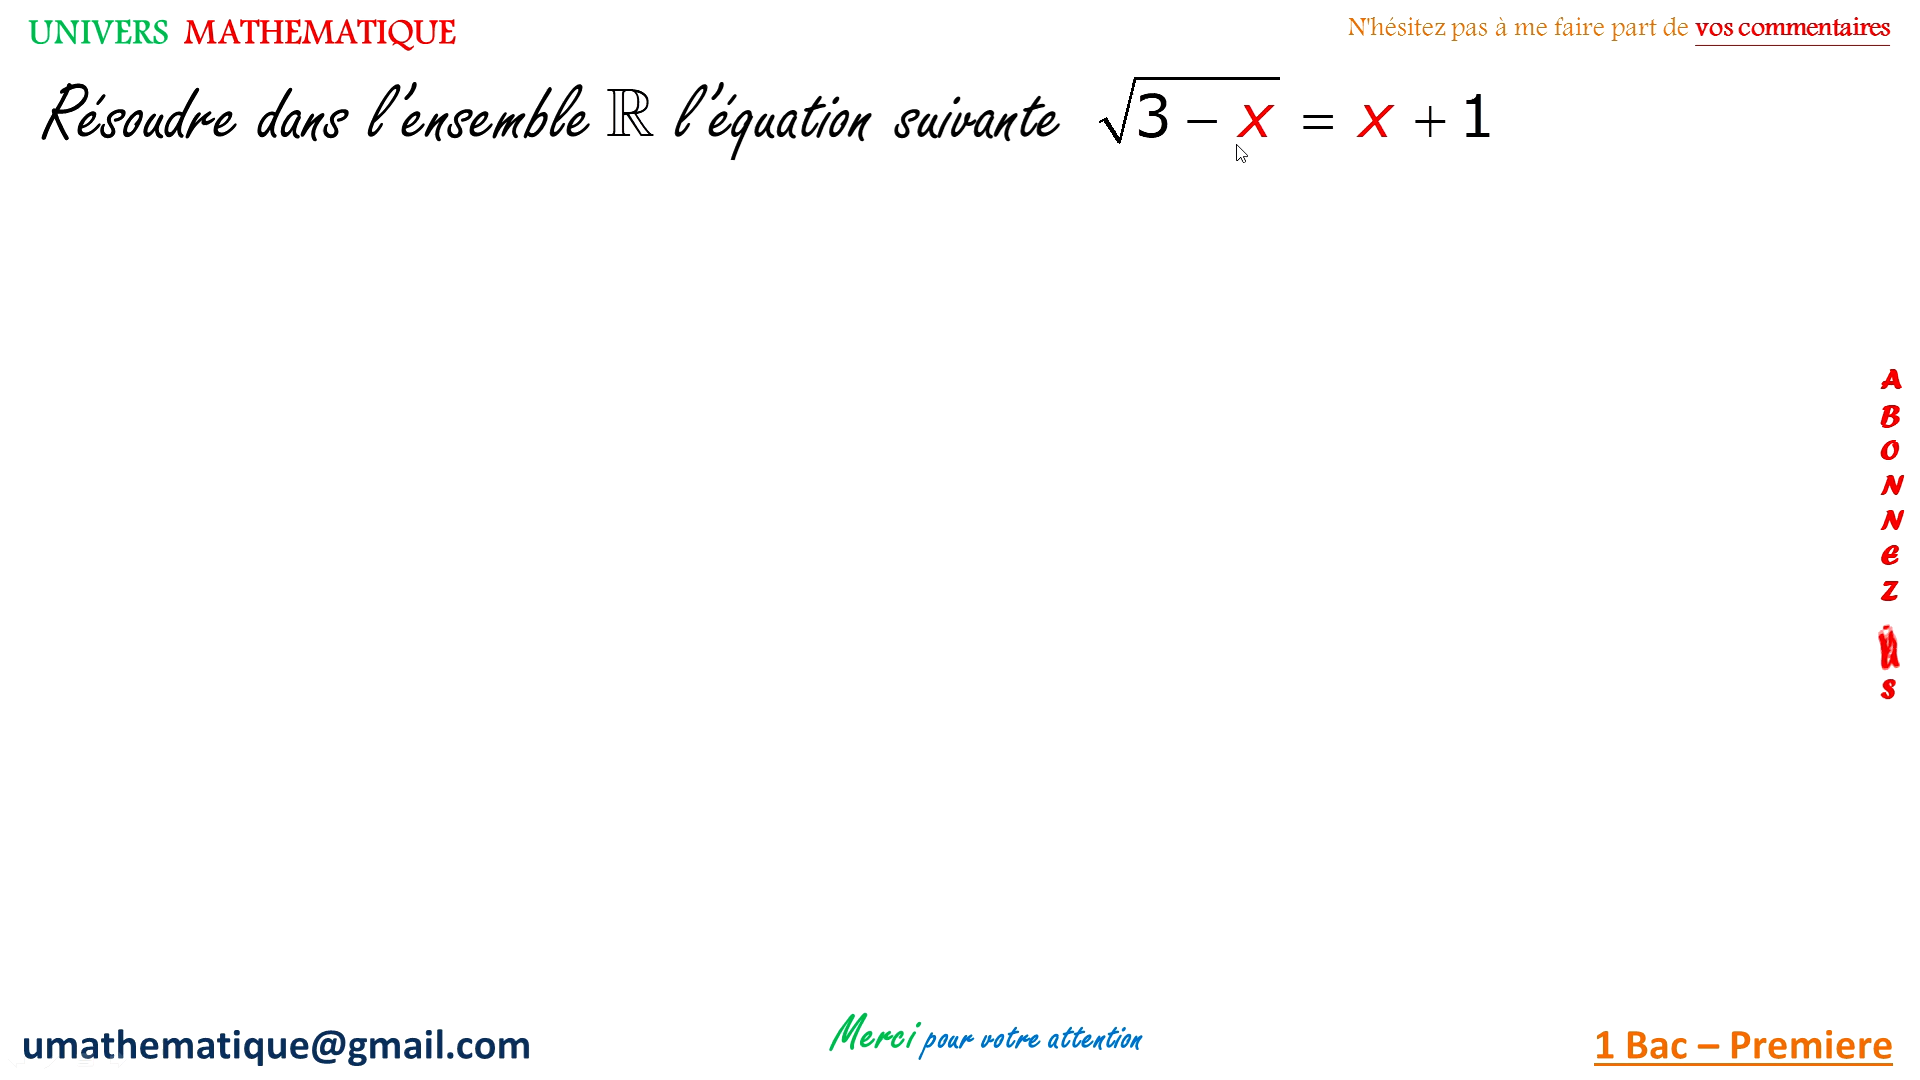 UNIVERS MATHEMATIQUE
N'hésitez pas à me faire part de vos commentaires
Résoudre dans l'ensemble ℝ l'équation suivante √(3 − x) = x + 1
A
B
O
N
N
E
Z
S
umathematique@gmail.com
Merci pour votre attention
1 Bac – Premiere